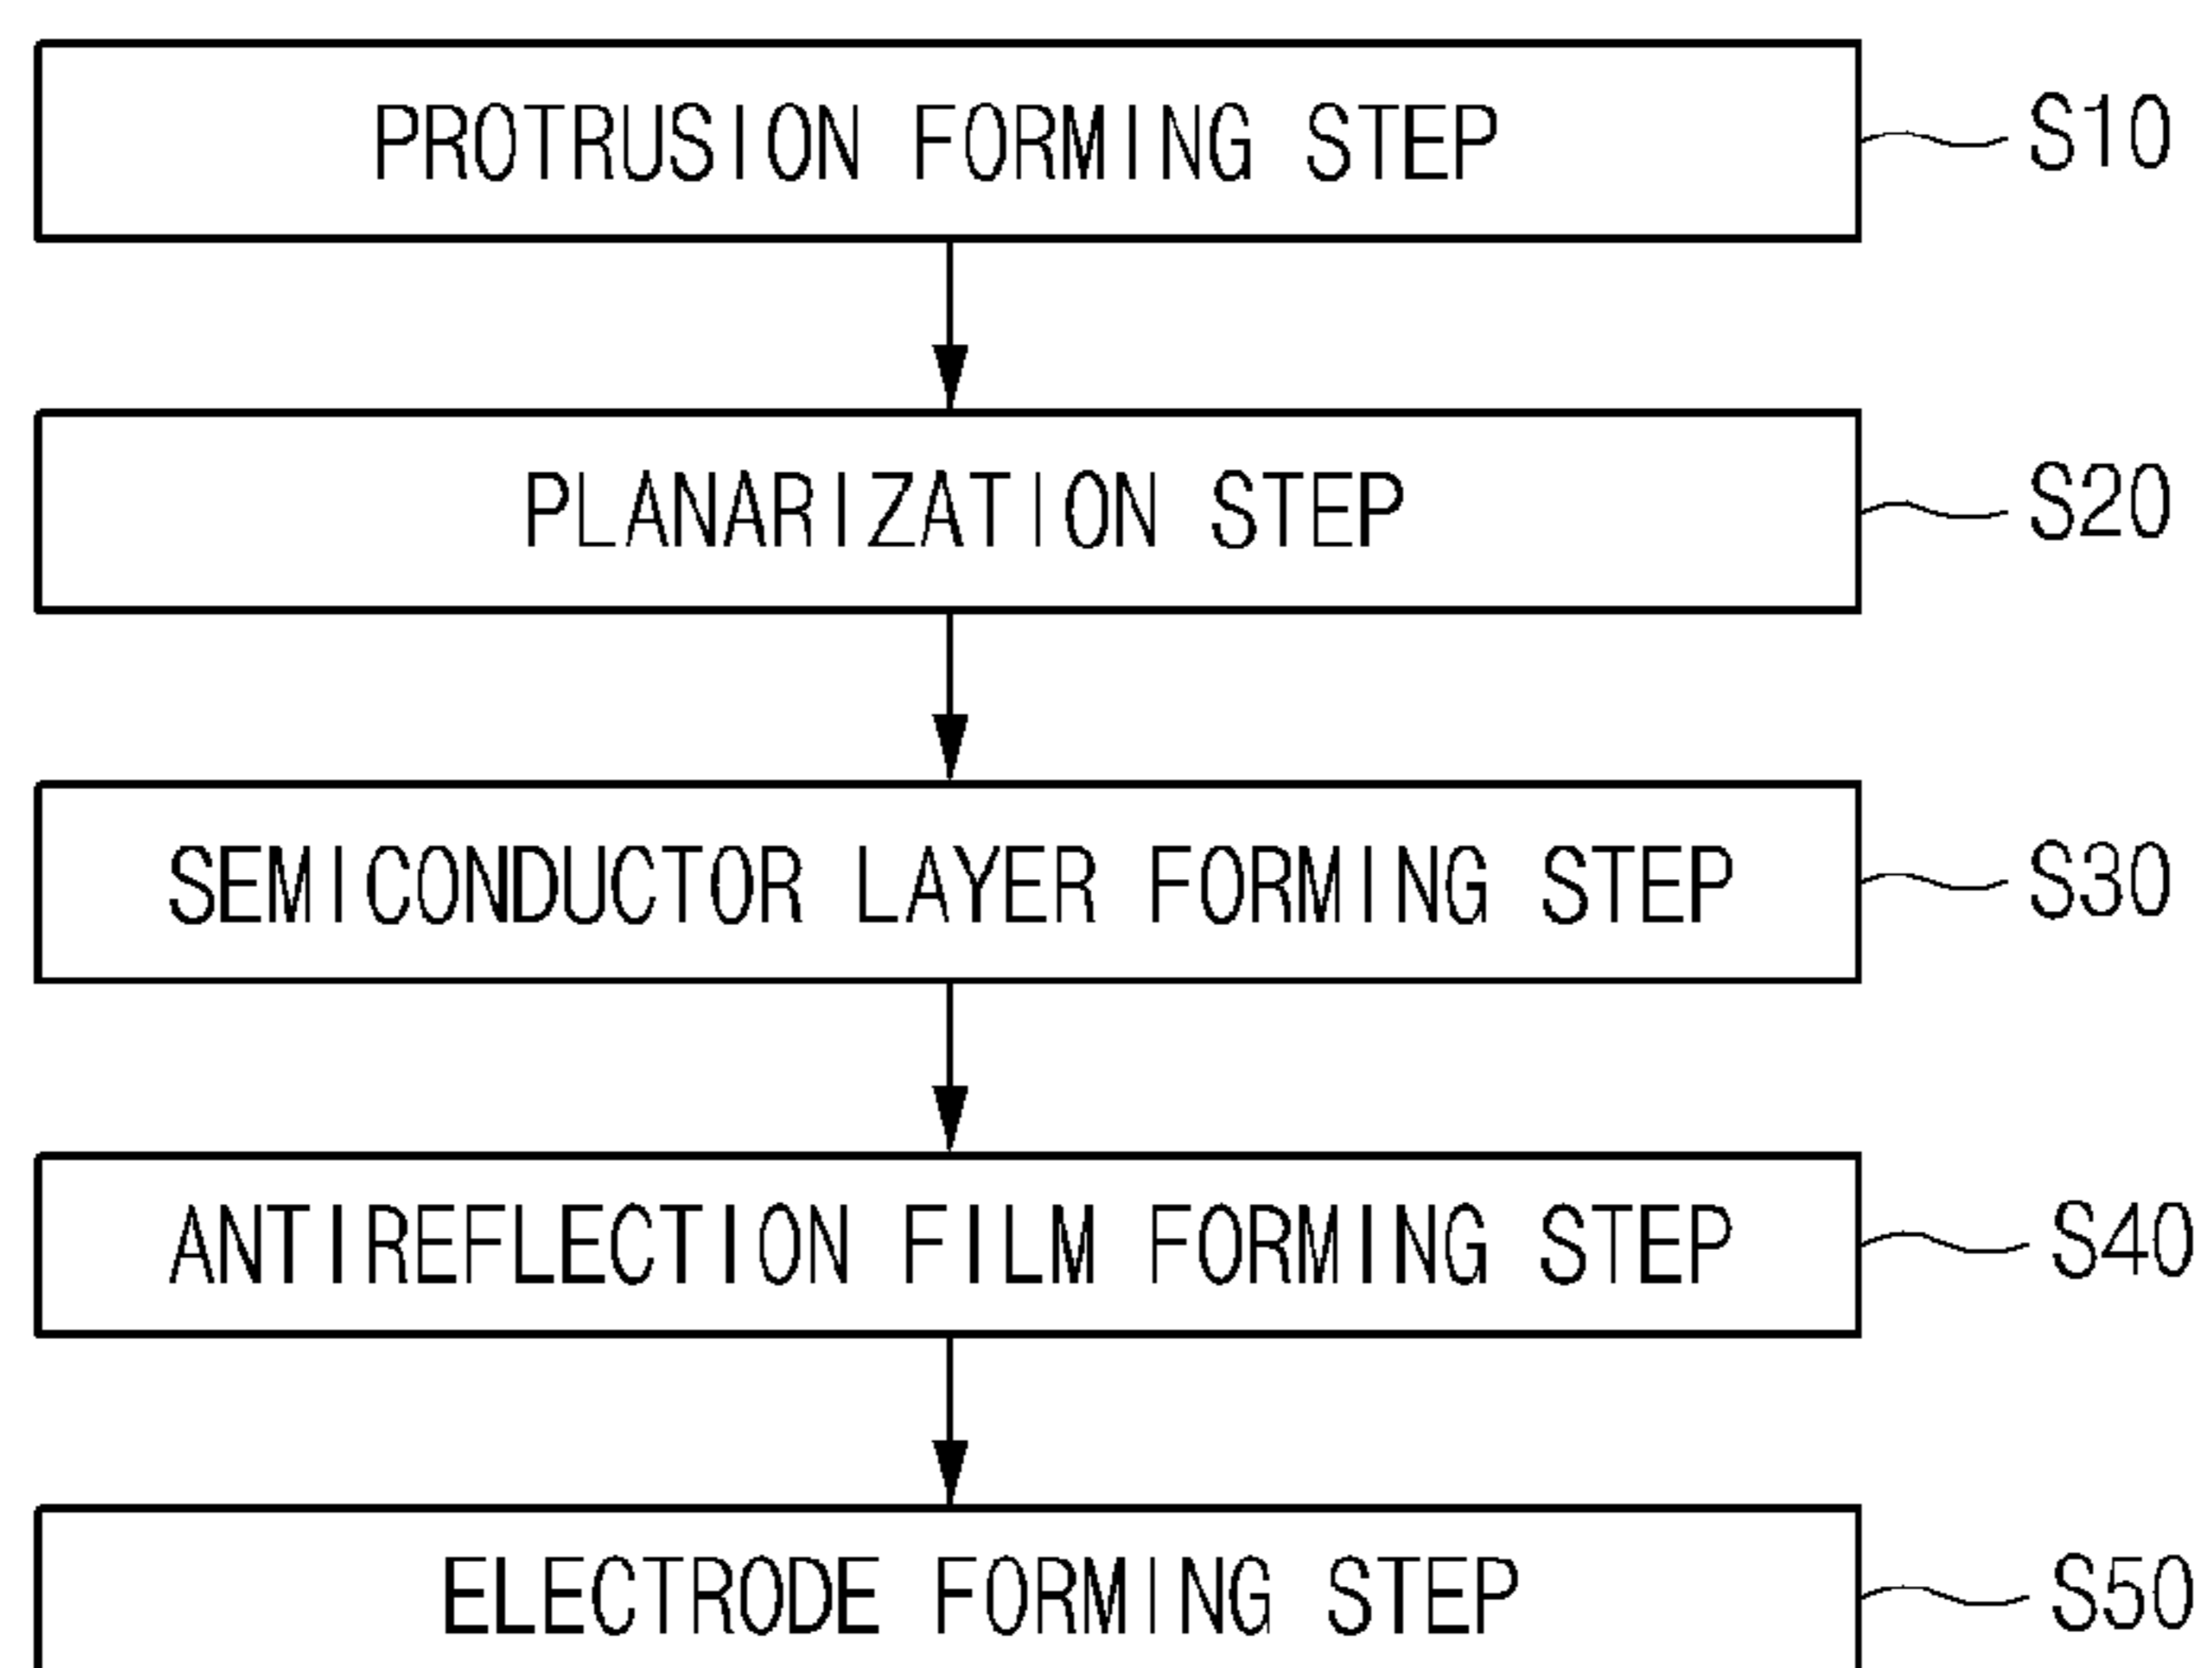 PROTRUSION FORMING STEP S10
PLANARIZATION STEP S20
SEMICONDUCTOR LAYER FORMING STEP S30
ANTIREFLECTION FILM FORMING STEP S40
ELECTRODE FORMING STEP S50